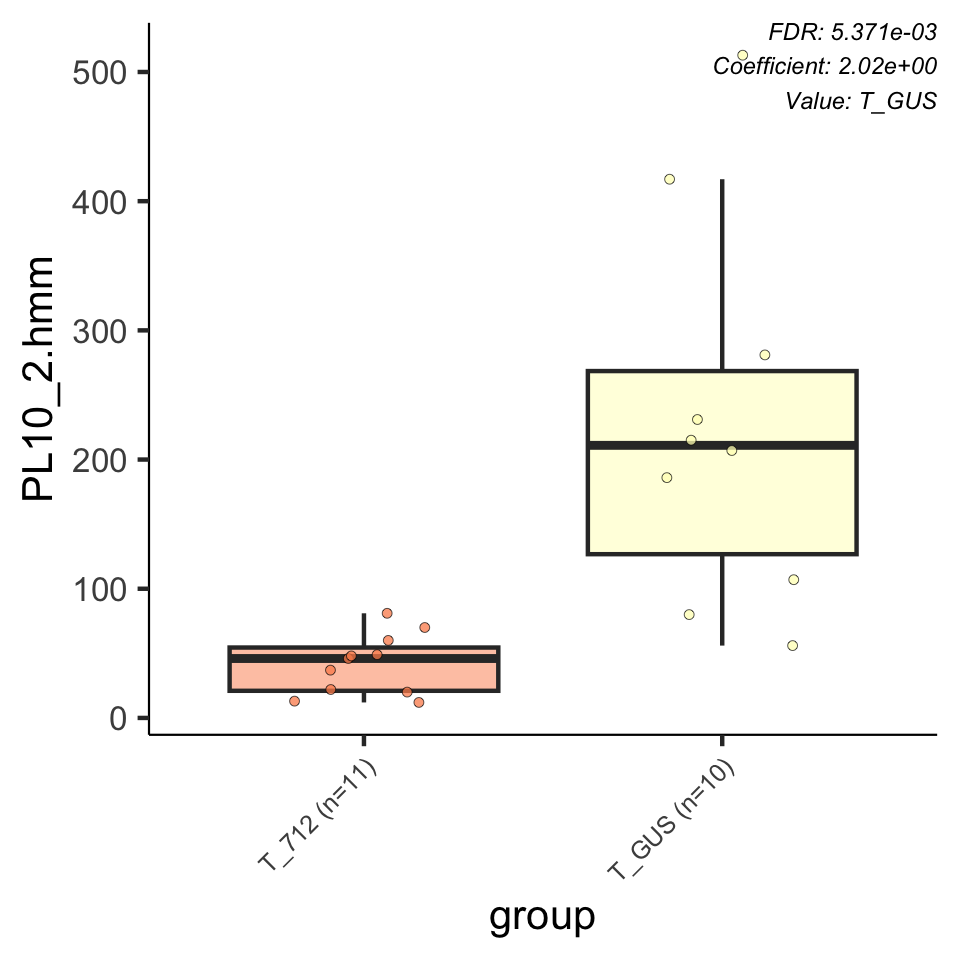 FDR: 5.371e-03
Coefficient: 2.02e+00
Value: T_GUS
500
400
300
200
100
0
PL10_2.hmm
T_712 (n=11)
T_GUS (n=10)
group